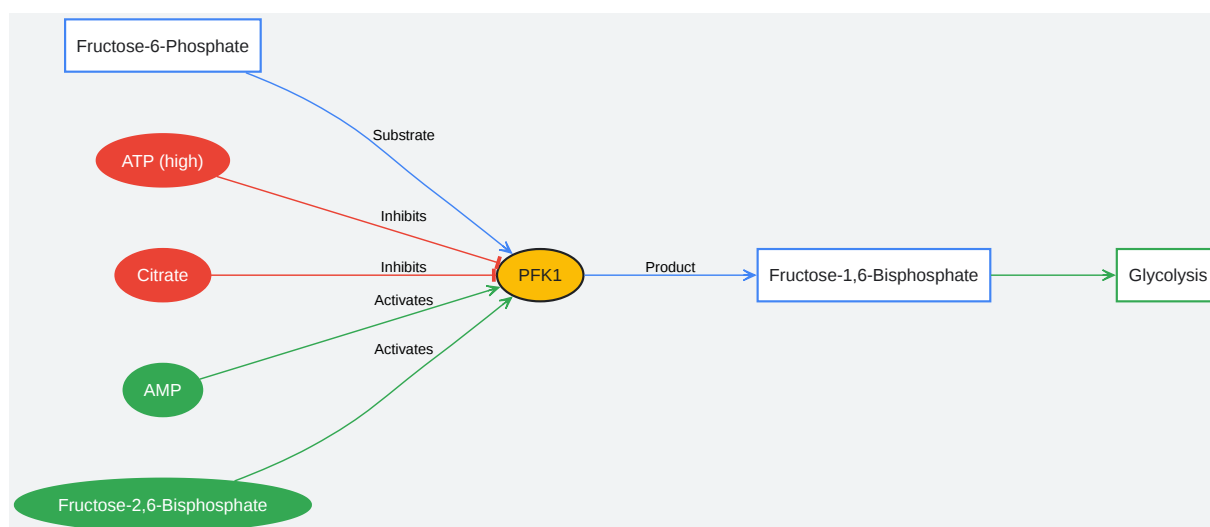 Fructose-6-Phosphate
Substrate
ATP (high)
Inhibits
Citrate
Inhibits
PFK1
Product
Fructose-1,6-Bisphosphate
Glycolysis
Activates
Activates
AMP
Fructose-2,6-Bisphosphate